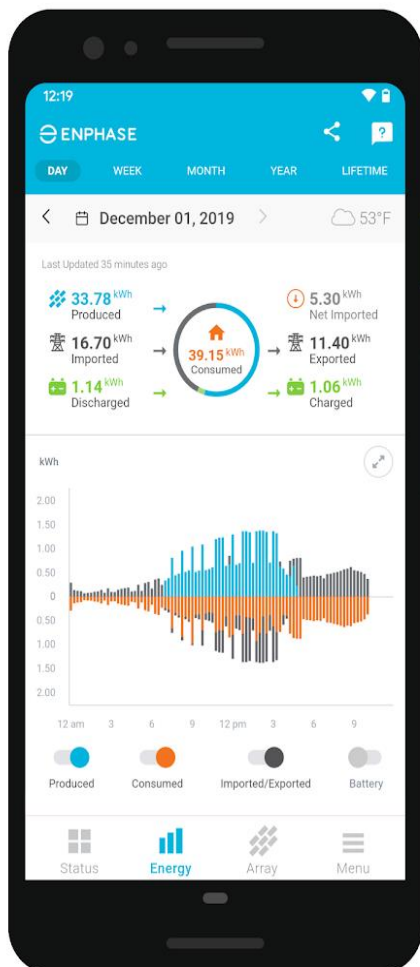 12:19
ENPHASE
?
DAY WEEK MONTH YEAR LIFETIME
December 01, 2019 53°F
Last Updated 35 minutes ago
33.78 kWh
Produced
5.30 kWh
Net Imported
16.70 kWh
Imported
39.15 kWh
Consumed
11.40 kWh
Exported
1.14 kWh
Discharged
1.06 kWh
Charged
kWh
2.00
1.50
1.00
0.50
0
0.50
1.00
1.50
2.00
12 am 3 6 9 12 pm 3 6 9
Produced Consumed Imported/Exported Battery
Status Energy Array Menu